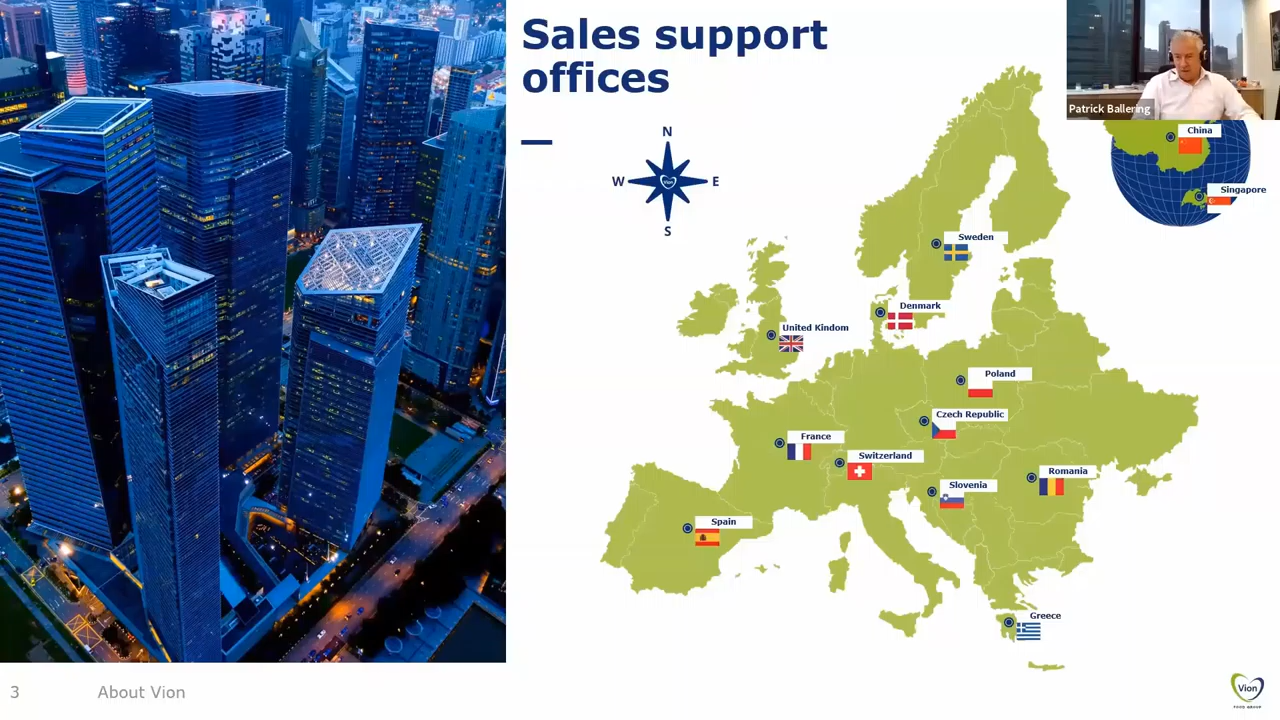 Sales support
offices
Patrick Ballering
N
W
E
S
China
Singapore
Sweden
Denmark
United Kindom
Poland
Czech Republic
France
Switzerland
Romania
Slovenia
Spain
Greece
3
About Vion
Vion
FOOD GROUP